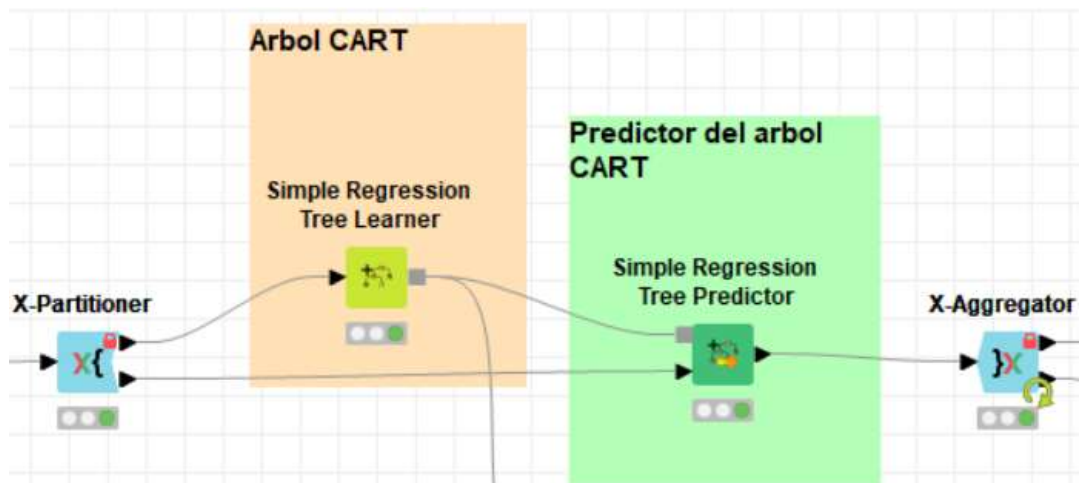 Arbol CART
Predictor del arbol
CART
Simple Regression
Tree Learner
Simple Regression
Tree Predictor
X-Partitioner
X-Aggregator